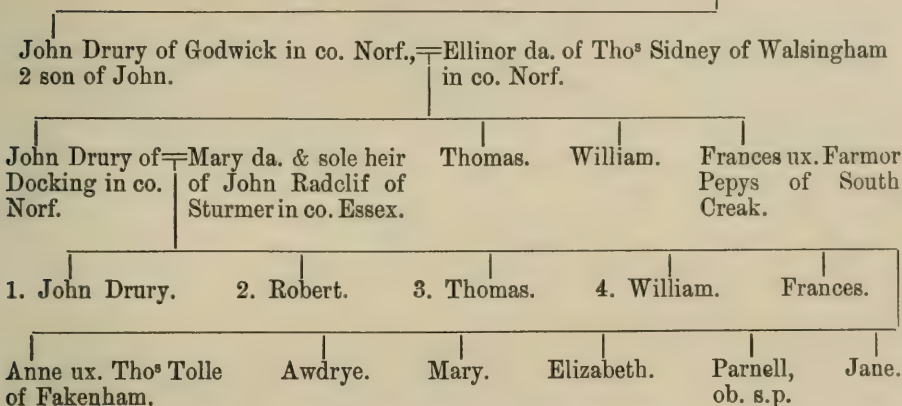 John Drury of Godwick in co. Norf., Ellinor da. of Thoˢ Sidney of Walsingham
2 son of John. in co. Norf.
John Drury of Mary da. & sole heir Thomas. William. Frances ux. Farmor
Docking in co. of John Radclif of Pepys of South
Norf. Sturmer in co. Essex. Creak.
1. John Drury. 2. Robert. 3. Thomas. 4. William. Frances.
Anne ux. Thoˢ Tolle Awdrye. Mary. Elizabeth. Parnell, Jane.
of Fakenham. ob. s.p.